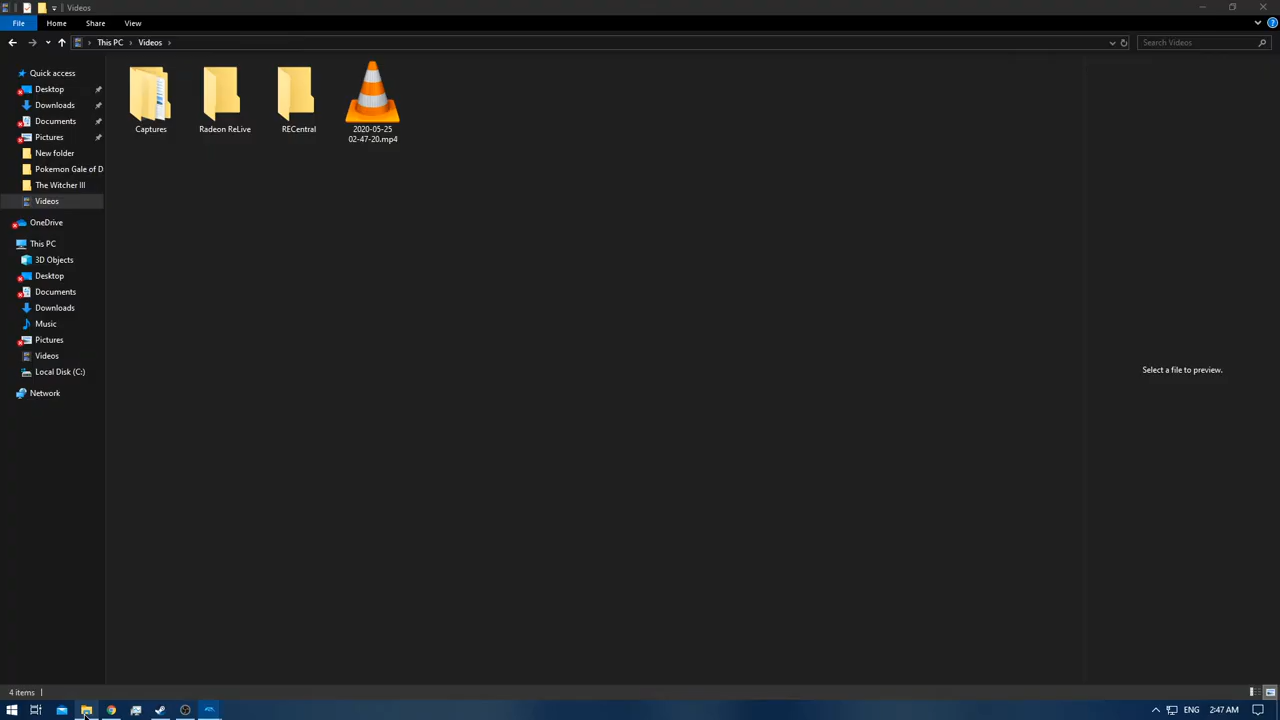 Videos
File Home Share View
This PC Videos
Search Videos
Quick access
Desktop
Downloads
Documents
Pictures
New folder
Pokemon Gale of D
The Witcher III
Videos
OneDrive
This PC
3D Objects
Desktop
Documents
Downloads
Music
Pictures
Videos
Local Disk (C:)
Network
Captures
Radeon ReLive
RECentral
2020-05-25
02-47-20.mp4
Select a file to preview.
4 items
ENG 2:47 AM